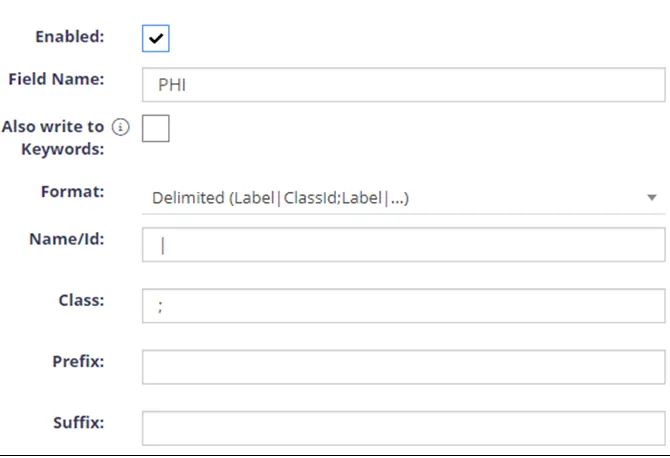 Enabled:
Field Name: PHI
Also write to
Keywords:
Format: Delimited (Label|ClassId;Label|...)
Name/Id: |
Class: ;
Prefix:
Suffix: